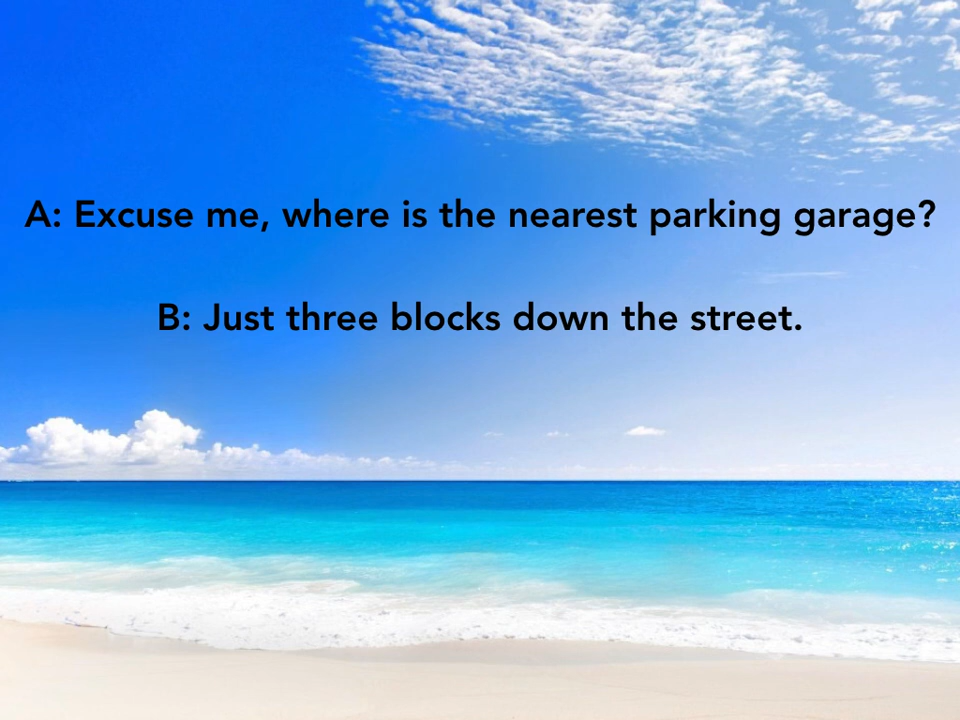 A: Excuse me, where is the nearest parking garage?
B: Just three blocks down the street.